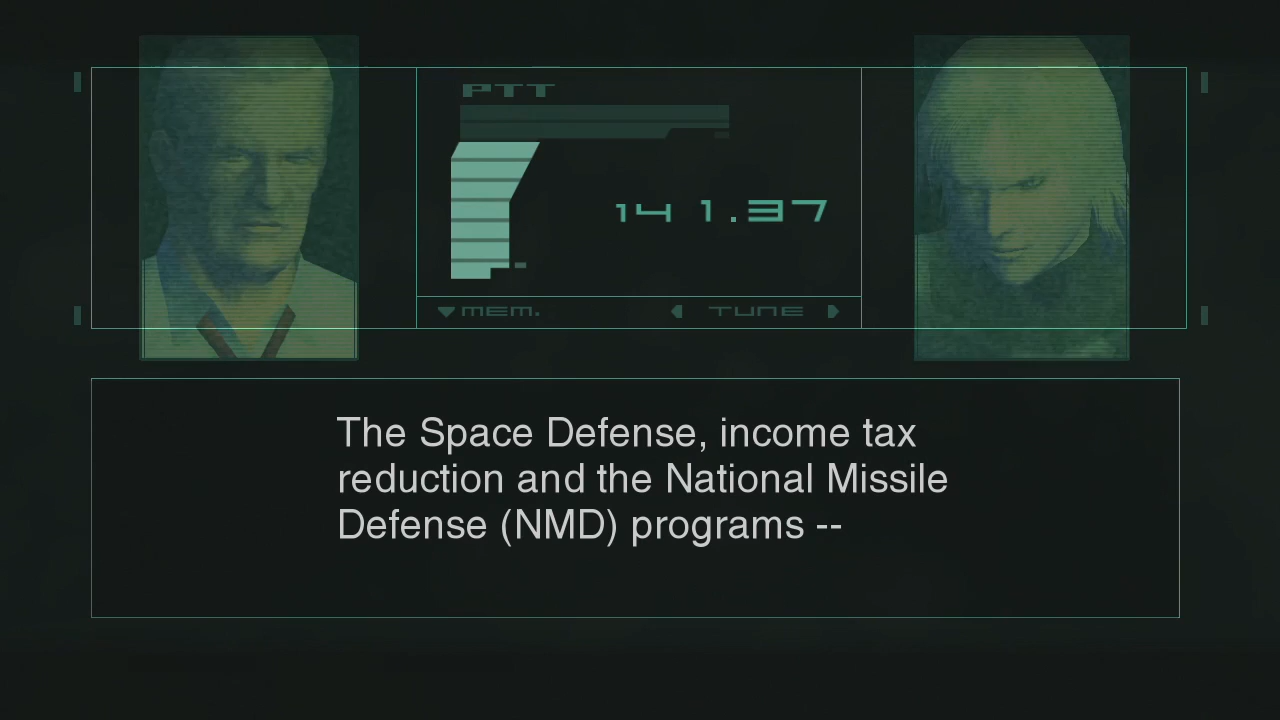 PTT
141.37
MEM.
TUNE
The Space Defense, income tax
reduction and the National Missile
Defense (NMD) programs --